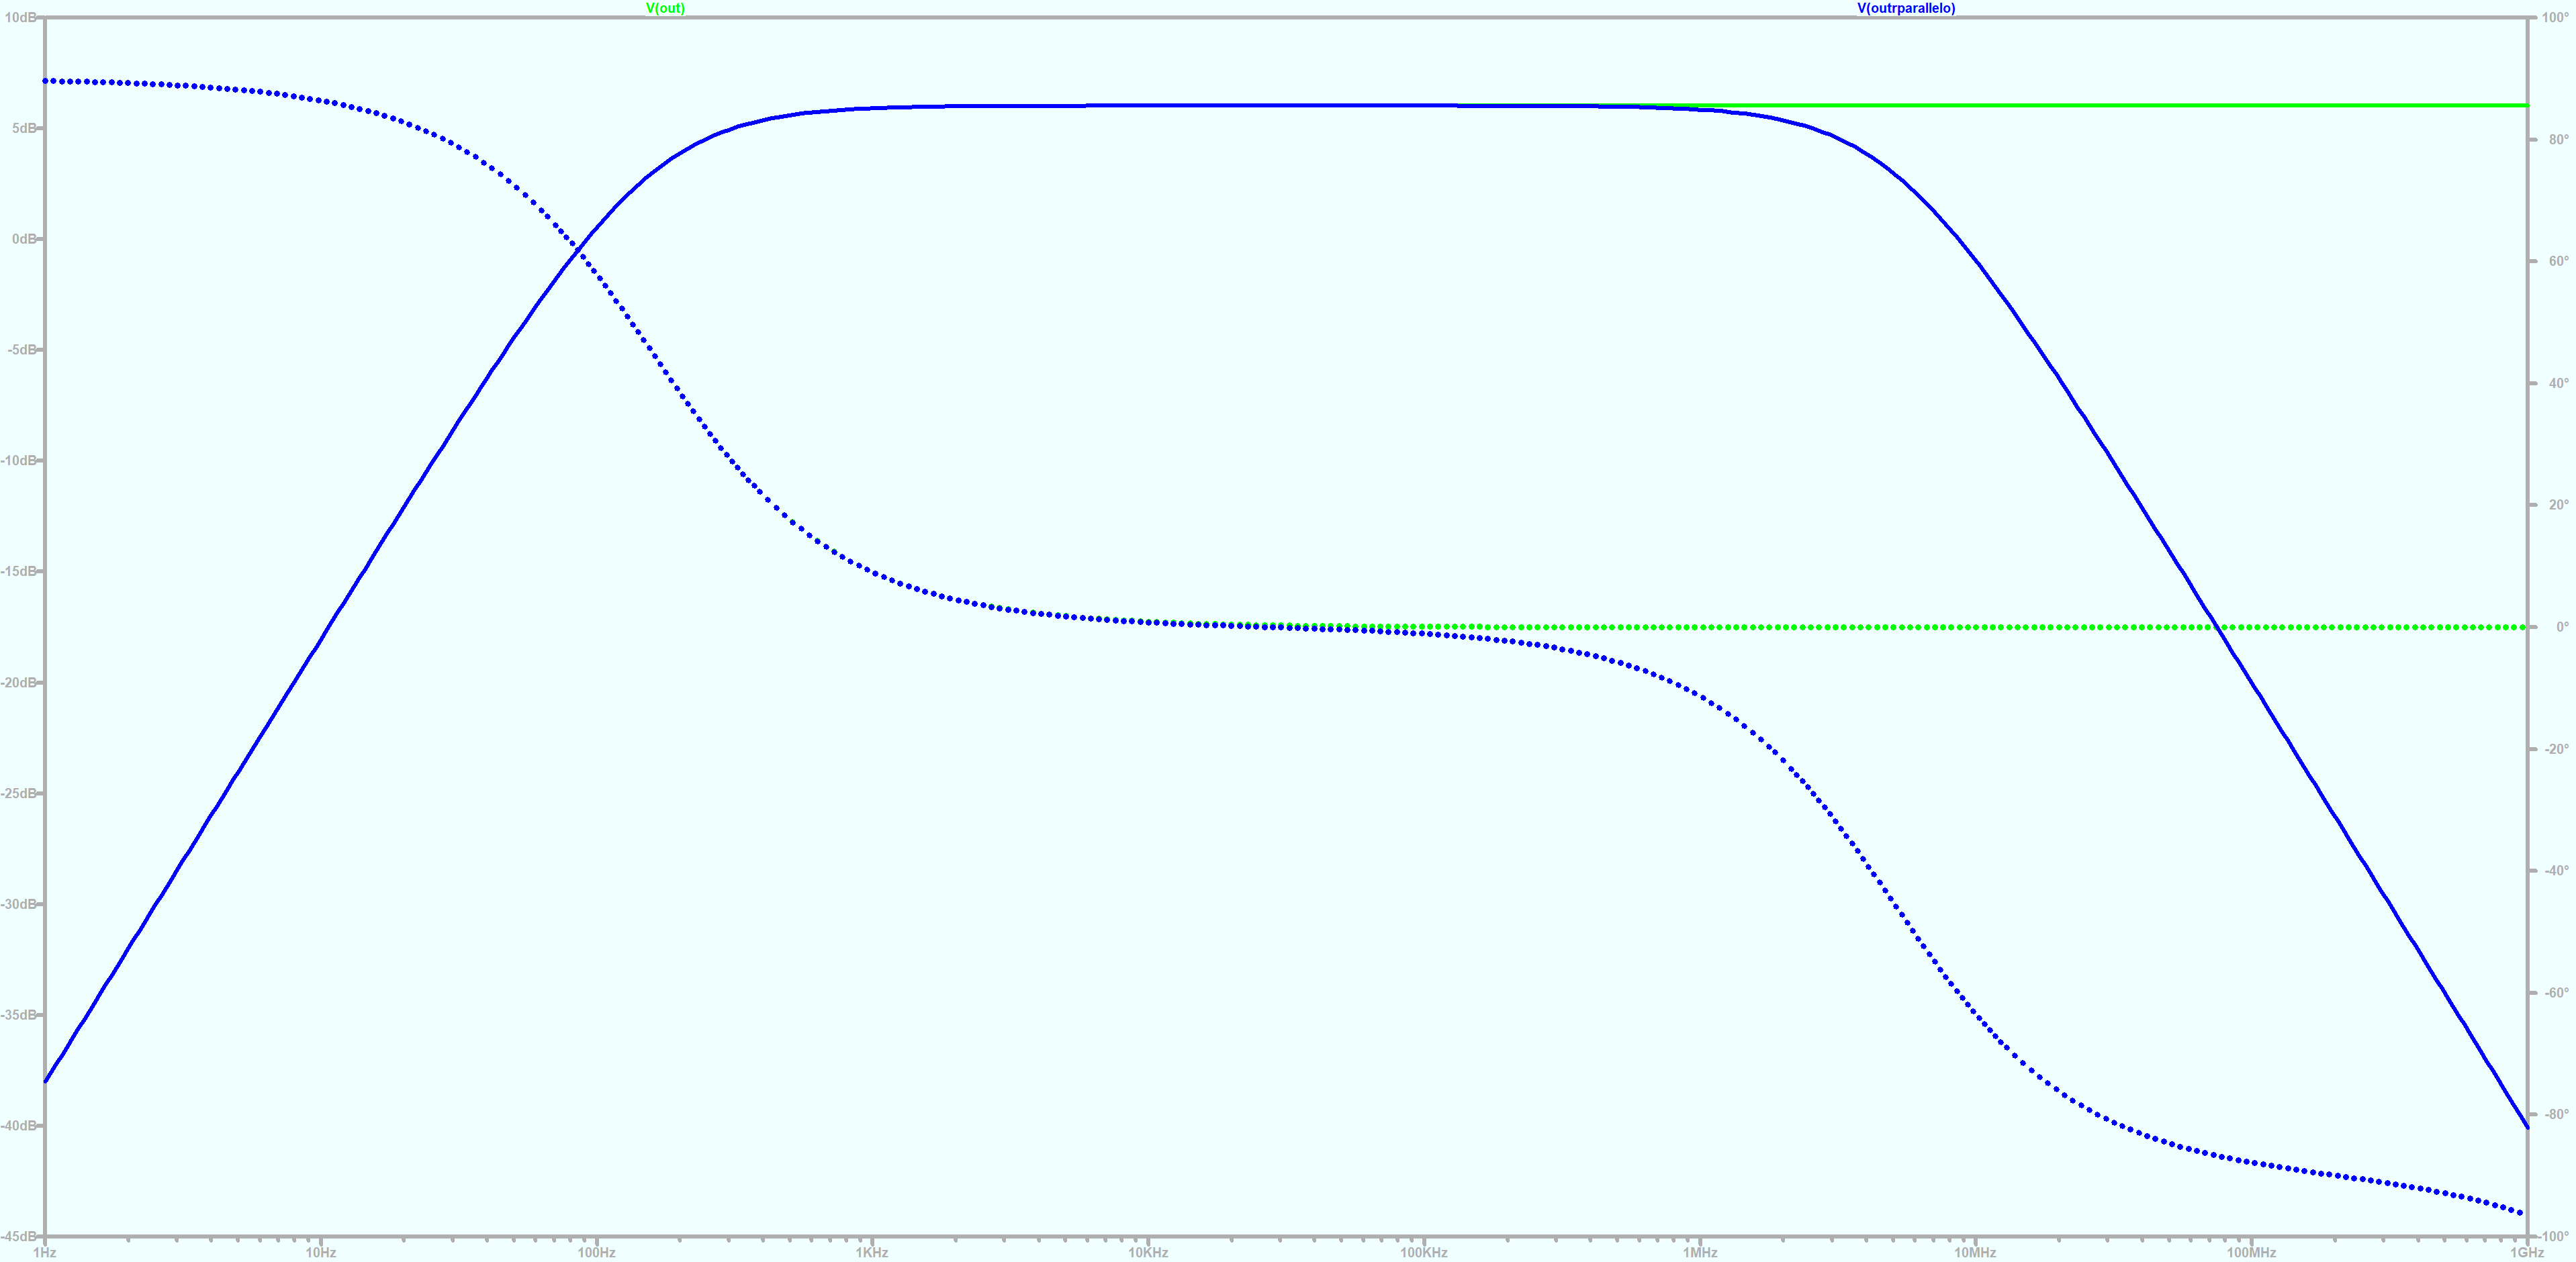 V(out) V(outrparallelo)
10dB 100°
5dB 80°
0dB 60°
-5dB 40°
-10dB 20°
-15dB 0°
-20dB -20°
-25dB -40°
-30dB -60°
-35dB -80°
-40dB -100°
-45dB
1Hz 10Hz 100Hz 1KHz 10KHz 100KHz 1MHz 10MHz 100MHz 1GHz